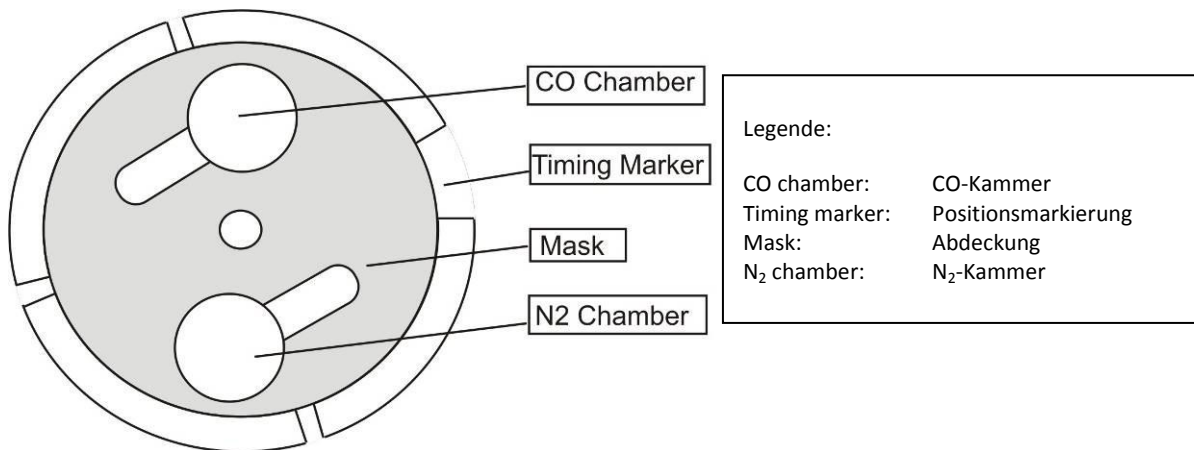 CO Chamber
Timing Marker
Mask
N2 Chamber
Legende:
CO chamber: CO-Kammer
Timing marker: Positionsmarkierung
Mask: Abdeckung
N₂ chamber: N₂-Kammer